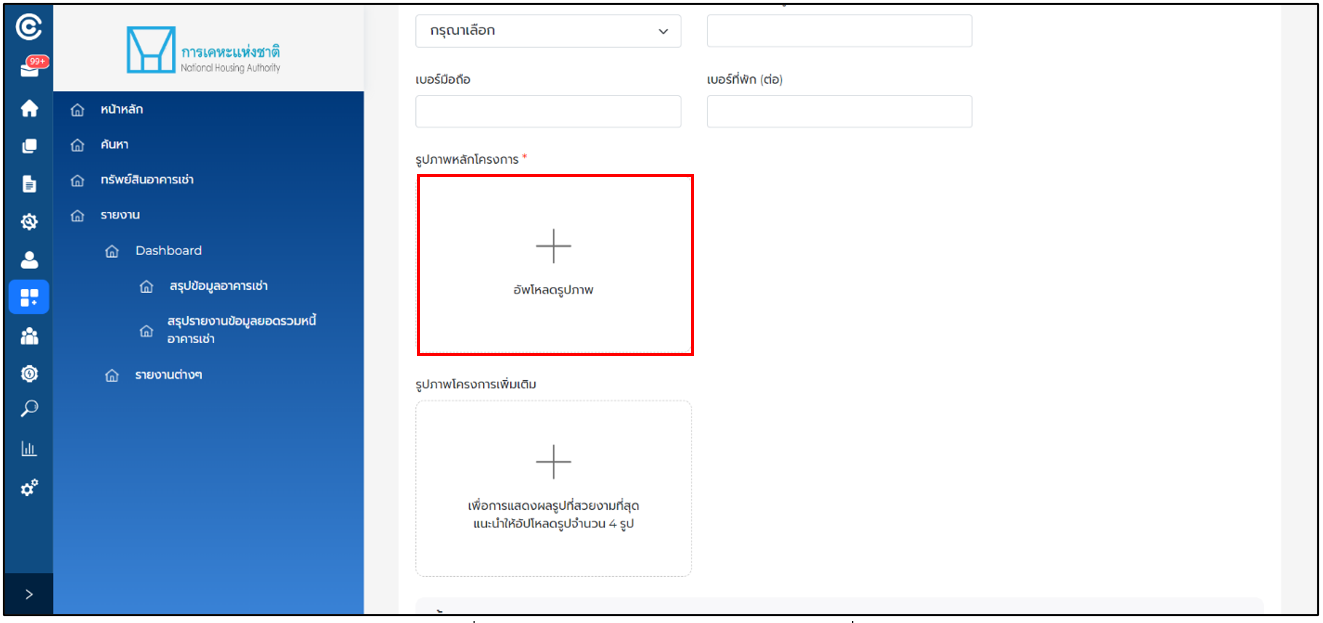 99+
การเคหะแห่งชาติ
National Housing Authority
หน้าหลัก
ค้นหา
ทรัพย์สินอาคารเช่า
รายงาน
Dashboard
สรุปข้อมูลอาคารเช่า
สรุปรายงานข้อมูลยอดรวมหนี้
อาคารเช่า
รายงานต่างๆ
กรุณาเลือก
เบอร์มือถือ
เบอร์ที่พัก (ต่อ)
รูปภาพหลักโครงการ *
อัพโหลดรูปภาพ
รูปภาพโครงการเพิ่มเติม
เพื่อการแสดงผลรูปที่สวยงามที่สุด
แนะนำให้อัปโหลดรูปจำนวน 4 รูป